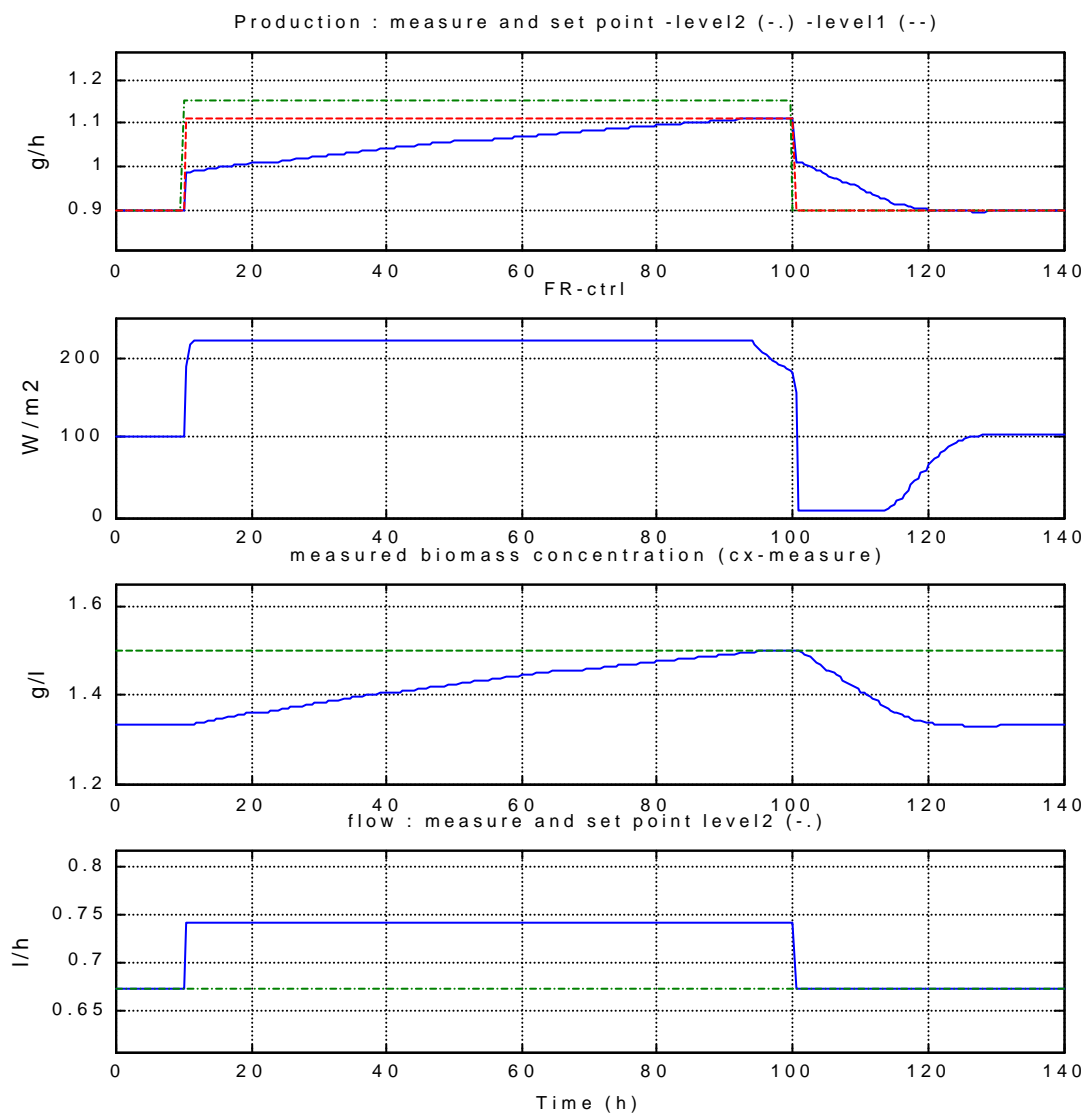 Production : measure and set point -level2 (-.) -level1 (--)
g/h
1.2
1.1
1
0.9
0 20 40 60 80 100 120 140
FR-ctrl
W/m2
200
100
0
0 20 40 60 80 100 120 140
measured biomass concentration (cx-measure)
g/l
1.6
1.4
1.2
0 20 40 60 80 100 120 140
flow : measure and set point level2 (-.)
l/h
0.8
0.75
0.7
0.65
0 20 40 60 80 100 120 140
Time (h)